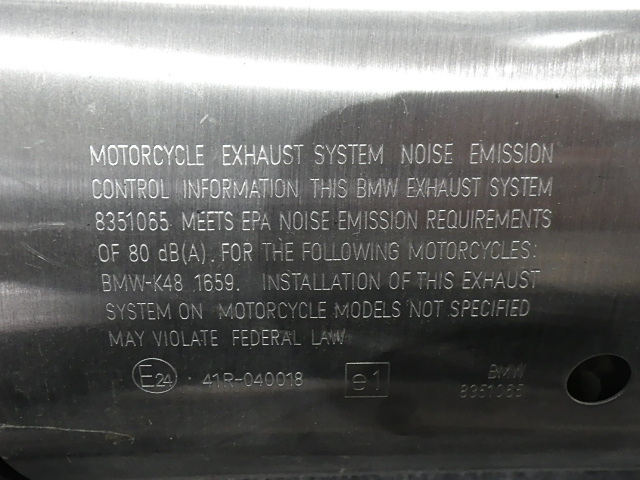 MOTORCYCLE EXHAUST SYSTEM NOISE EMISSION
CONTROL INFORMATION THIS BMW EXHAUST SYSTEM
8351065 MEETS EPA NOISE EMISSION REQUIREMENTS
OF 80 dB(A). FOR THE FOLLOWING MOTORCYCLES:
BMW-K48 1659. INSTALLATION OF THIS EXHAUST
SYSTEM ON MOTORCYCLE MODELS NOT SPECIFIED
MAY VIOLATE FEDERAL LAW
E24 41R-040018 e1 BMW
8351065